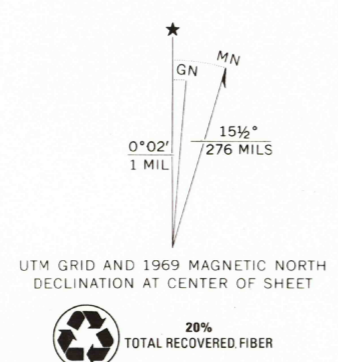 ★
MN
GN
0°02′
1 MIL
15½°
276 MILS
UTM GRID AND 1969 MAGNETIC NORTH
DECLINATION AT CENTER OF SHEET
20%
TOTAL RECOVERED FIBER